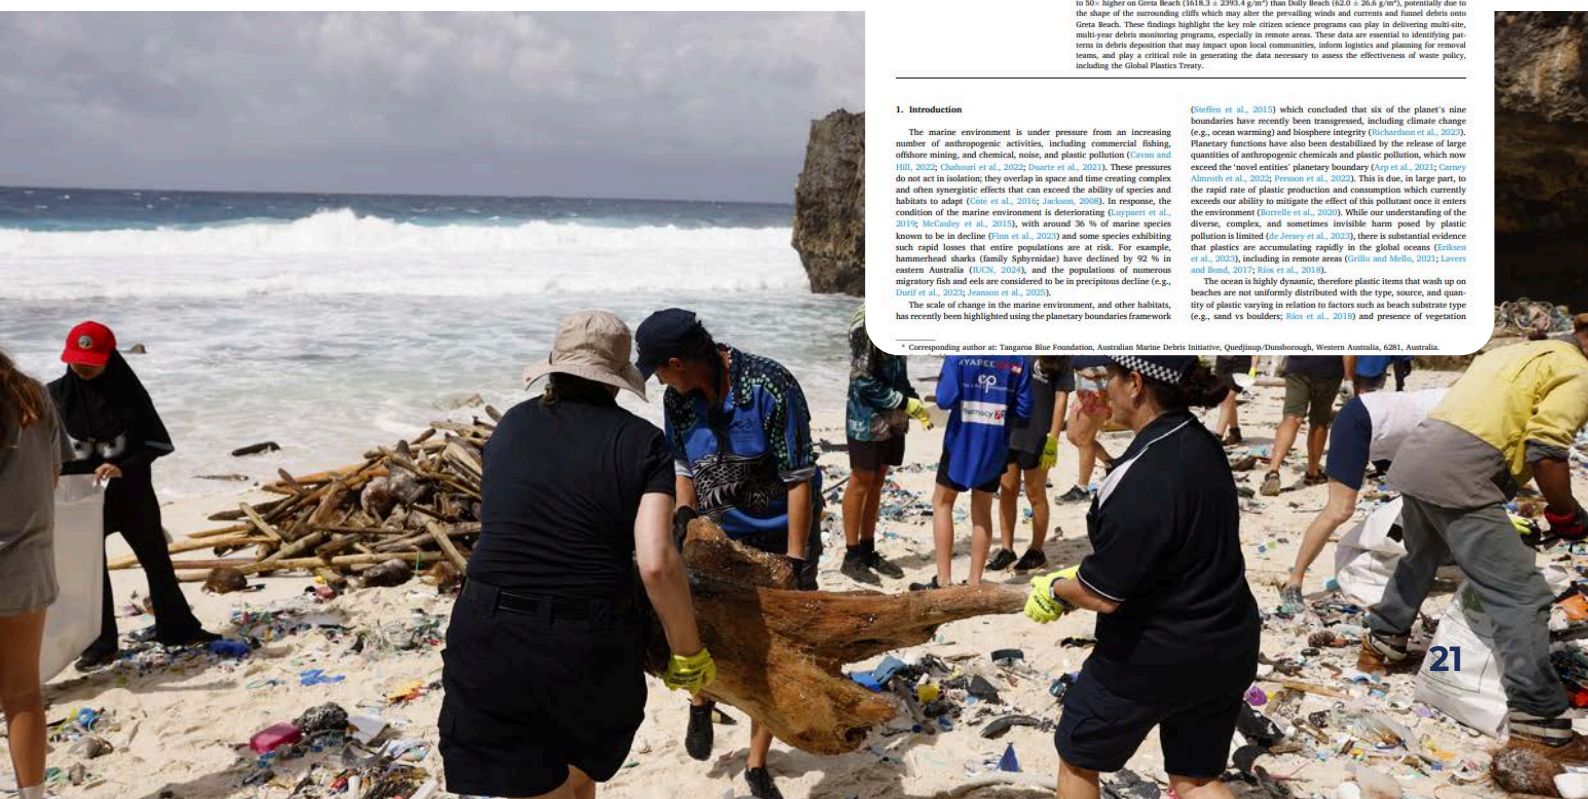 to 50× higher on Greta Beach (1618.3 ± 2393.4 g/m²) than Dolly Beach (62.0 ± 26.6 g/m²), potentially due to
the shape of the surrounding cliffs which may alter the prevailing winds and currents and funnel debris onto
Greta Beach. These findings highlight the key role citizen science programs can play in delivering multi-site,
multi-year debris monitoring programs, especially in remote areas. These data are essential to identifying pat-
terns in debris deposition that may impact upon local communities, inform logistics and planning for removal
teams, and play a critical role in generating the data necessary to assess the effectiveness of waste policy,
including the Global Plastics Treaty.
1. Introduction
The marine environment is under pressure from an increasing
number of anthropogenic activities, including commercial fishing,
offshore mining, and chemical, noise, and plastic pollution (Cavan and
Hill, 2022; Chahouri et al., 2022; Duarte et al., 2021). These pressures
do not act in isolation; they overlap in space and time creating complex
and often synergistic effects that can exceed the ability of species and
habitats to adapt (Côté et al., 2016; Jackson, 2008). In response, the
condition of the marine environment is deteriorating (Luypaert et al.,
2019; McCauley et al., 2015), with around 36 % of marine species
known to be in decline (Finn et al., 2023) and some species exhibiting
such rapid losses that entire populations are at risk. For example,
hammerhead sharks (family Sphyrnidae) have declined by 92 % in
eastern Australia (IUCN, 2024), and the populations of numerous
migratory fish and eels are considered to be in precipitous decline (e.g.,
Durif et al., 2023; Jeanson et al., 2025).
The scale of change in the marine environment, and other habitats,
has recently been highlighted using the planetary boundaries framework
(Steffen et al., 2015) which concluded that six of the planet's nine
boundaries have recently been transgressed, including climate change
(e.g., ocean warming) and biosphere integrity (Richardson et al., 2023).
Planetary functions have also been destabilized by the release of large
quantities of anthropogenic chemicals and plastic pollution, which now
exceed the 'novel entities' planetary boundary (Arp et al., 2021; Carney
Almroth et al., 2022; Persson et al., 2022). This is due, in large part, to
the rapid rate of plastic production and consumption which currently
exceeds our ability to mitigate the effect of this pollutant once it enters
the environment (Borrelle et al., 2020). While our understanding of the
diverse, complex, and sometimes invisible harm posed by plastic
pollution is limited (de Jersey et al., 2023), there is substantial evidence
that plastics are accumulating rapidly in the global oceans (Eriksen
et al., 2023), including in remote areas (Grillo and Mello, 2021; Lavers
and Bond, 2017; Ríos et al., 2018).
The ocean is highly dynamic, therefore plastic items that wash up on
beaches are not uniformly distributed with the type, source, and quan-
tity of plastic varying in relation to factors such as beach substrate type
(e.g., sand vs boulders; Ríos et al., 2018) and presence of vegetation
* Corresponding author at: Tangaroa Blue Foundation, Australian Marine Debris Initiative, Quedjinup/Dunsborough, Western Australia, 6281, Australia.
21